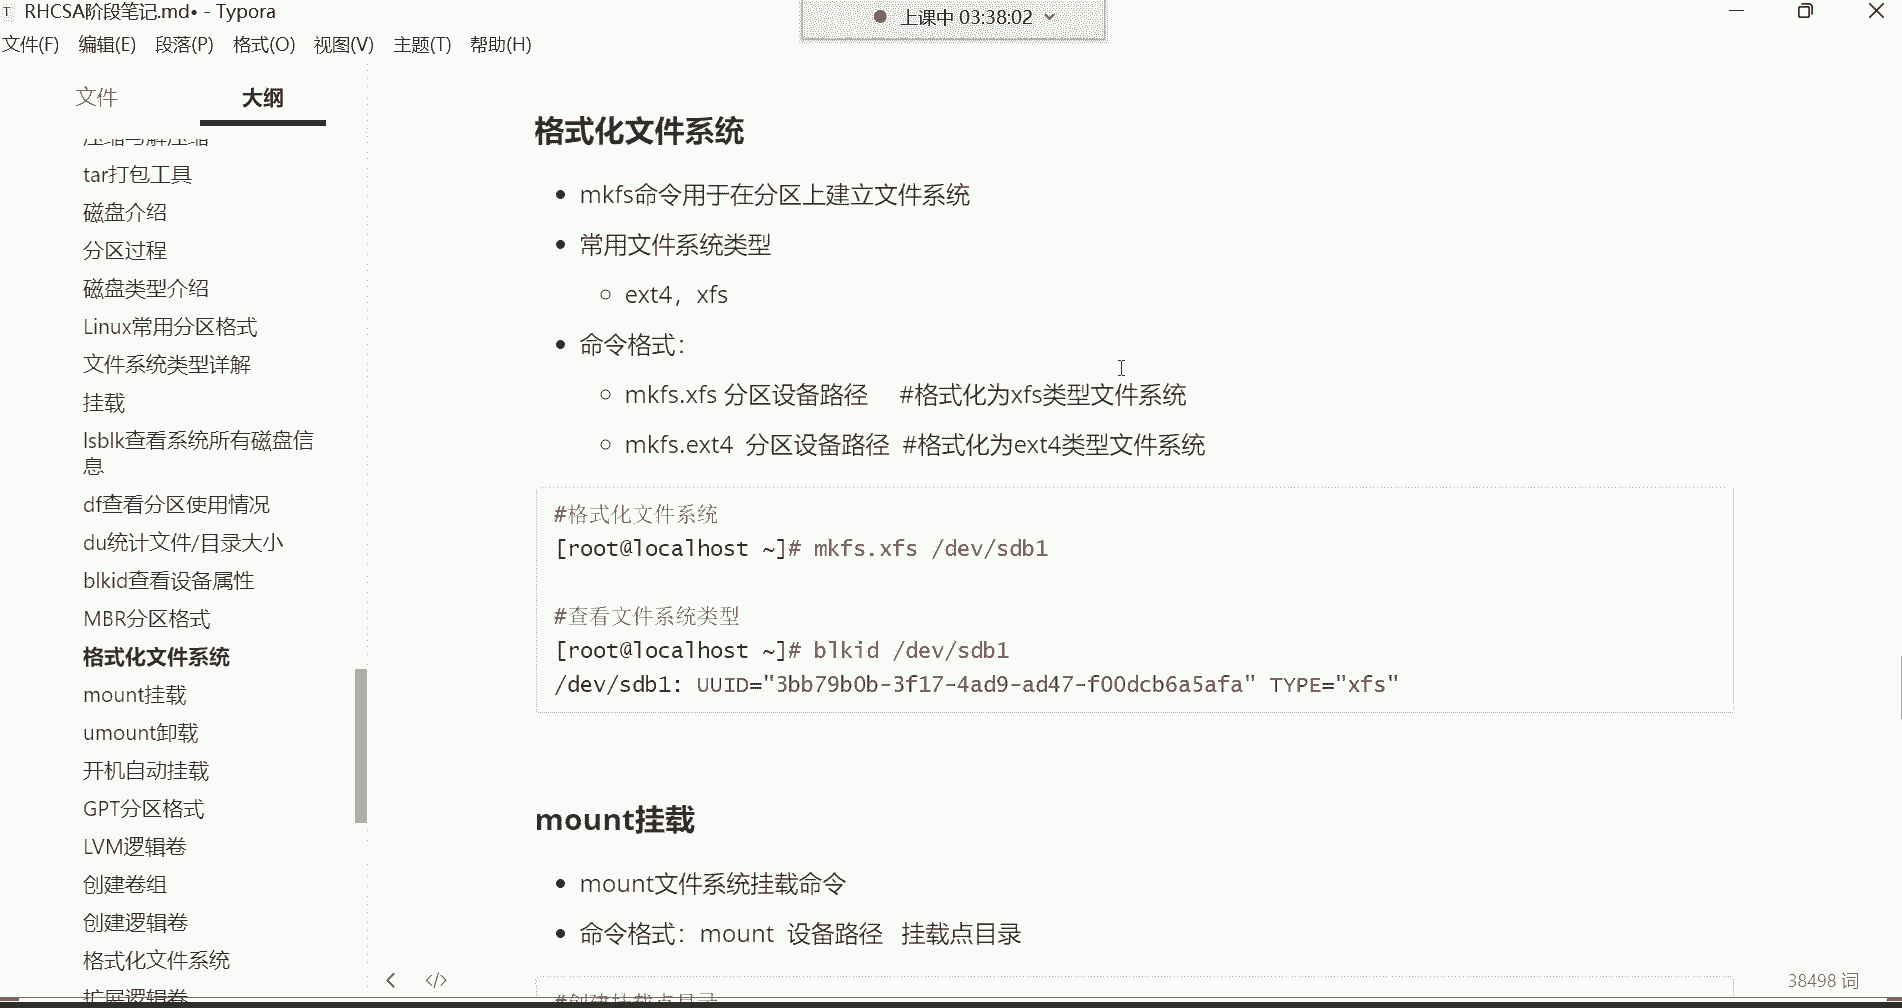 RHCSA阶段笔记.md• - Typora
上课中 03:38:02
文件(F) 编辑(E) 段落(P) 格式(O) 视图(V) 主题(T) 帮助(H)
文件 大纲
压缩与解压缩
tar打包工具
磁盘介绍
分区过程
磁盘类型介绍
Linux常用分区格式
文件系统类型详解
挂载
lsblk查看系统所有磁盘信
息
df查看分区使用情况
du统计文件/目录大小
blkid查看设备属性
MBR分区格式
格式化文件系统
mount挂载
umount卸载
开机自动挂载
GPT分区格式
LVM逻辑卷
创建卷组
创建逻辑卷
格式化文件系统
扩展逻辑卷
格式化文件系统
mkfs命令用于在分区上建立文件系统
常用文件系统类型
ext4，xfs
命令格式：
mkfs.xfs 分区设备路径 #格式化为xfs类型文件系统
mkfs.ext4 分区设备路径 #格式化为ext4类型文件系统
#格式化文件系统
[root@localhost ~]# mkfs.xfs /dev/sdb1
#查看文件系统类型
[root@localhost ~]# blkid /dev/sdb1
/dev/sdb1: UUID="3bb79b0b-3f17-4ad9-ad47-f00dcb6a5afa" TYPE="xfs"
mount挂载
mount文件系统挂载命令
命令格式：mount 设备路径 挂载点目录
#创建挂载点目录
38498 词